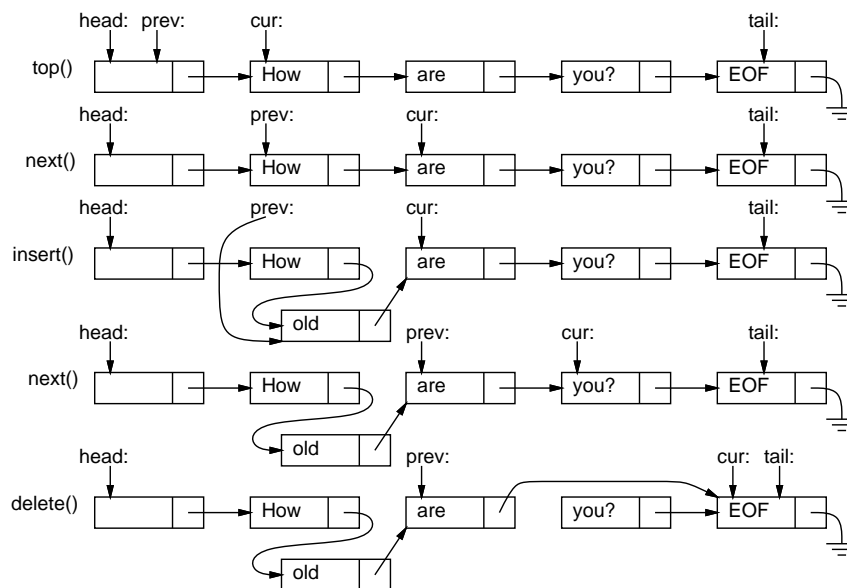 head: prev: cur: tail:
top() How are you? EOF
head: prev: cur: tail:
next() How are you? EOF
head: prev: cur: tail:
insert() How are you? EOF
old
head: prev: cur: tail:
next() How are you? EOF
old
head: prev: cur: tail:
delete() How are you? EOF
old